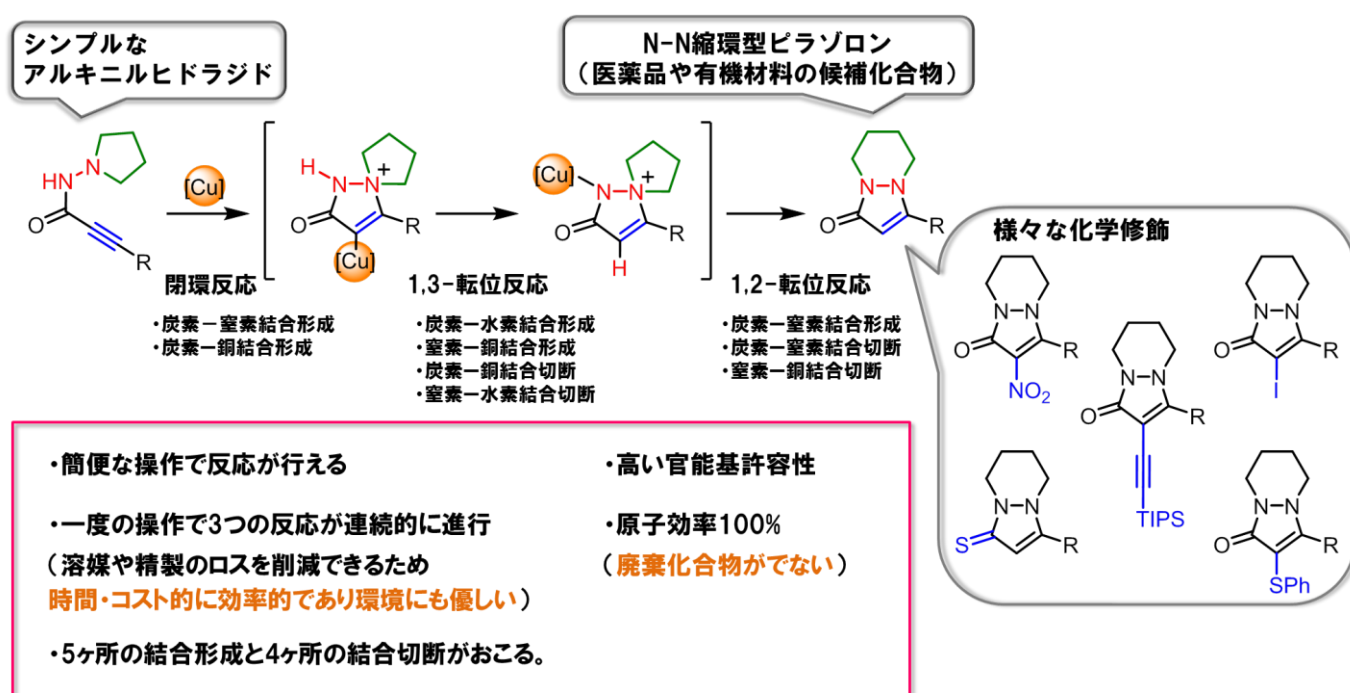 シンプルな
アルキニルヒドラジド
N-N縮環型ピラゾロン
(医薬品や有機材料の候補化合物)
HN
N
O
R
[Cu]
H
N
N
+
O
R
[Cu]
[Cu]
N
N
+
O
R
H
N
N
O
R
閉環反応
・炭素－窒素結合形成
・炭素ー銅結合形成
1,3-転位反応
・炭素ー水素結合形成
・窒素ー銅結合形成
・炭素ー銅結合切断
・窒素ー水素結合切断
1,2-転位反応
・炭素ー窒素結合形成
・炭素ー窒素結合切断
・窒素ー銅結合切断
様々な化学修飾
N
N
O
R
NO2
N
N
O
R
I
N
N
O
R
TIPS
N
N
S
R
N
N
O
R
SPh
・簡便な操作で反応が行える
・一度の操作で3つの反応が連続的に進行
(溶媒や精製のロスを削減できるため
時間・コスト的に効率的であり環境にも優しい)
・5ヶ所の結合形成と4ヶ所の結合切断がおこる。
・高い官能基許容性
・原子効率100%
(廃棄化合物がでない)